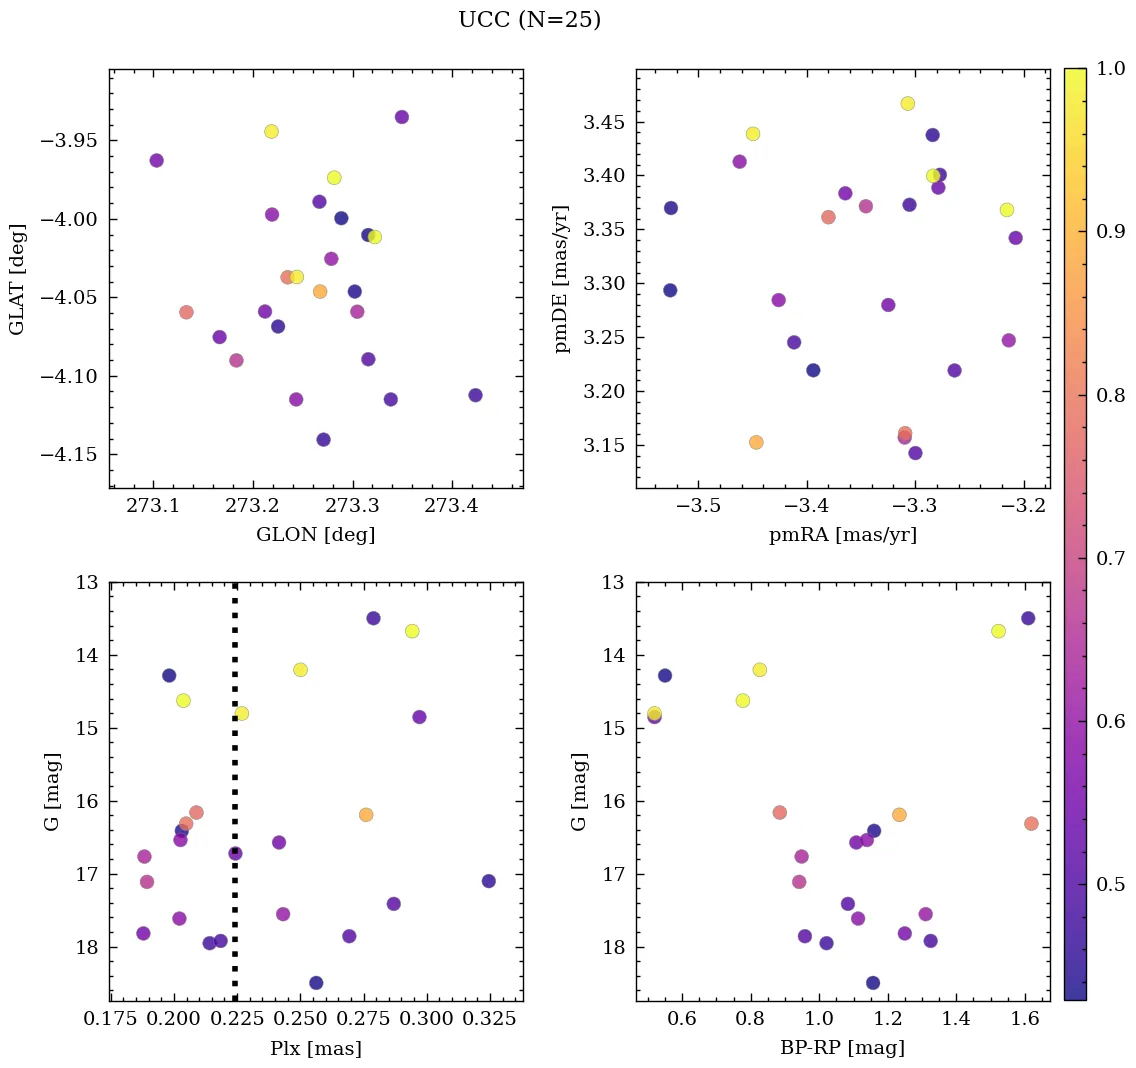 UCC (N=25)
−3.95
−4.00
−4.05
−4.10
−4.15
GLAT [deg]
273.1 273.2 273.3 273.4
GLON [deg]
3.45
3.40
3.35
3.30
3.25
3.20
3.15
pmDE [mas/yr]
−3.5 −3.4 −3.3 −3.2
pmRA [mas/yr]
1.0
0.9
0.8
0.7
0.6
0.5
13
14
15
16
17
18
G [mag]
0.175 0.200 0.225 0.250 0.275 0.300 0.325
Plx [mas]
13
14
15
16
17
18
G [mag]
0.6 0.8 1.0 1.2 1.4 1.6
BP-RP [mag]